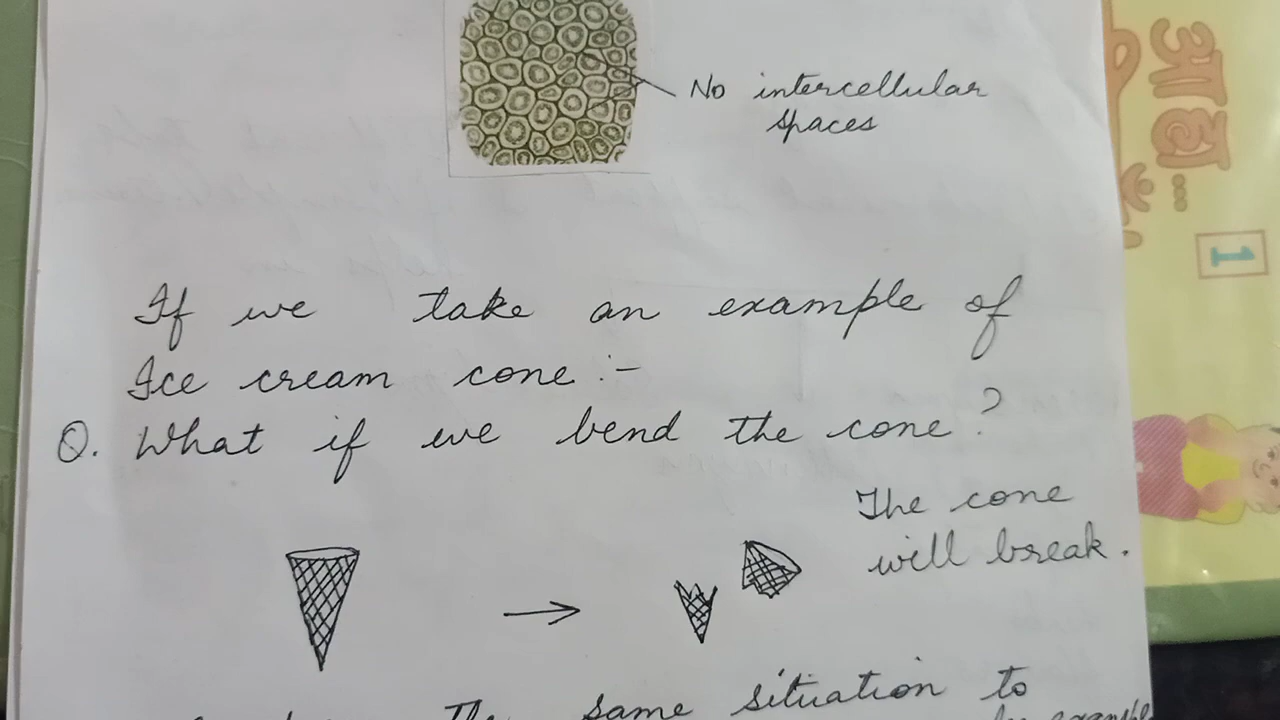 No intercellular
spaces
If we take an example of
Ice cream cone :-
Q. What if we bend the cone?
The cone
will break.
The same situation to
1